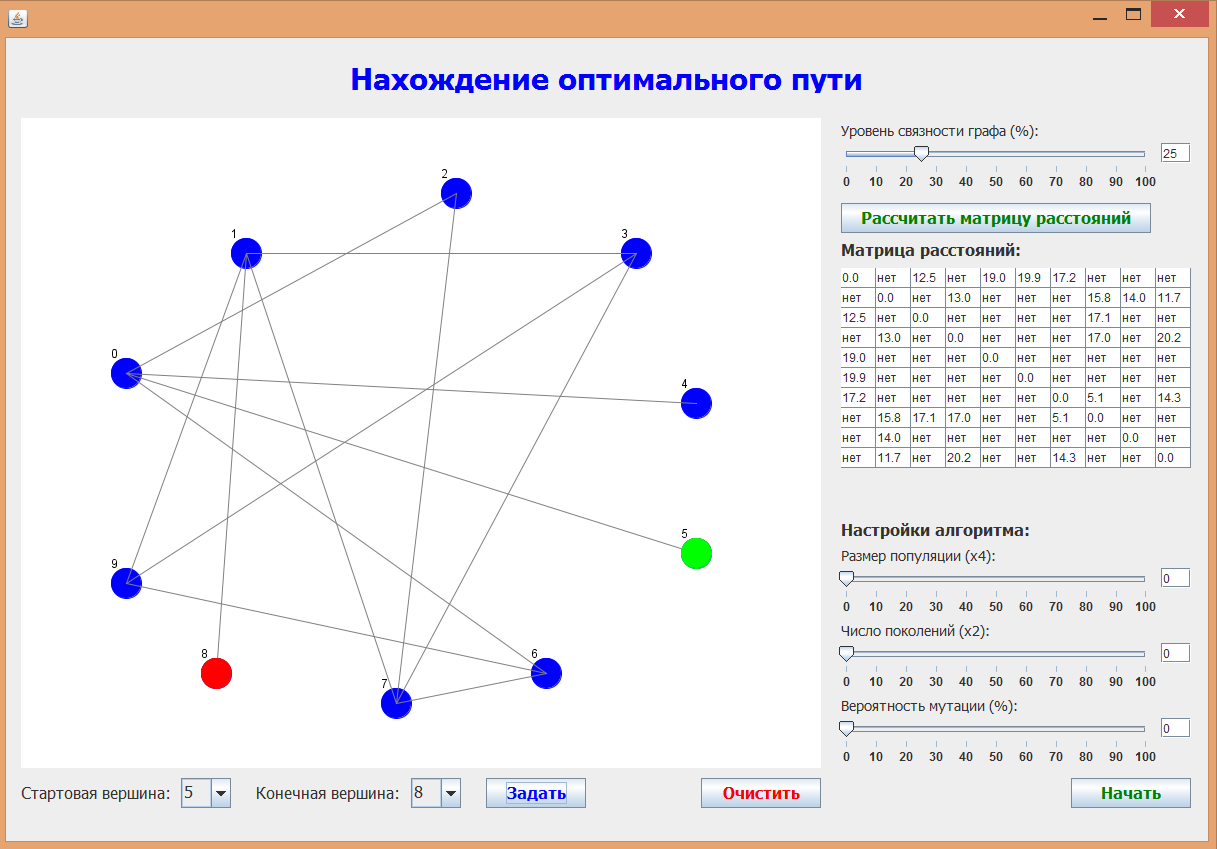 Нахождение оптимального пути
2
1
3
0
4
5
9
8
6
7
Стартовая вершина: 5 Конечная вершина: 8 Задать Очистить
Уровень связности графа (%):
25
0 10 20 30 40 50 60 70 80 90 100
Рассчитать матрицу расстояний
Матрица расстояний:
0.0 нет 12.5 нет 19.0 19.9 17.2 нет нет нет
нет 0.0 нет 13.0 нет нет нет 15.8 14.0 11.7
12.5 нет 0.0 нет нет нет нет 17.1 нет нет
нет 13.0 нет 0.0 нет нет нет 17.0 нет 20.2
19.0 нет нет нет 0.0 нет нет нет нет нет
19.9 нет нет нет нет 0.0 нет нет нет нет
17.2 нет нет нет нет нет 0.0 5.1 нет 14.3
нет 15.8 17.1 17.0 нет нет 5.1 0.0 нет нет
нет 14.0 нет нет нет нет нет нет 0.0 нет
нет 11.7 нет 20.2 нет нет 14.3 нет нет 0.0
Настройки алгоритма:
Размер популяции (x4):
0
0 10 20 30 40 50 60 70 80 90 100
Число поколений (x2):
0
0 10 20 30 40 50 60 70 80 90 100
Вероятность мутации (%):
0
0 10 20 30 40 50 60 70 80 90 100
Начать